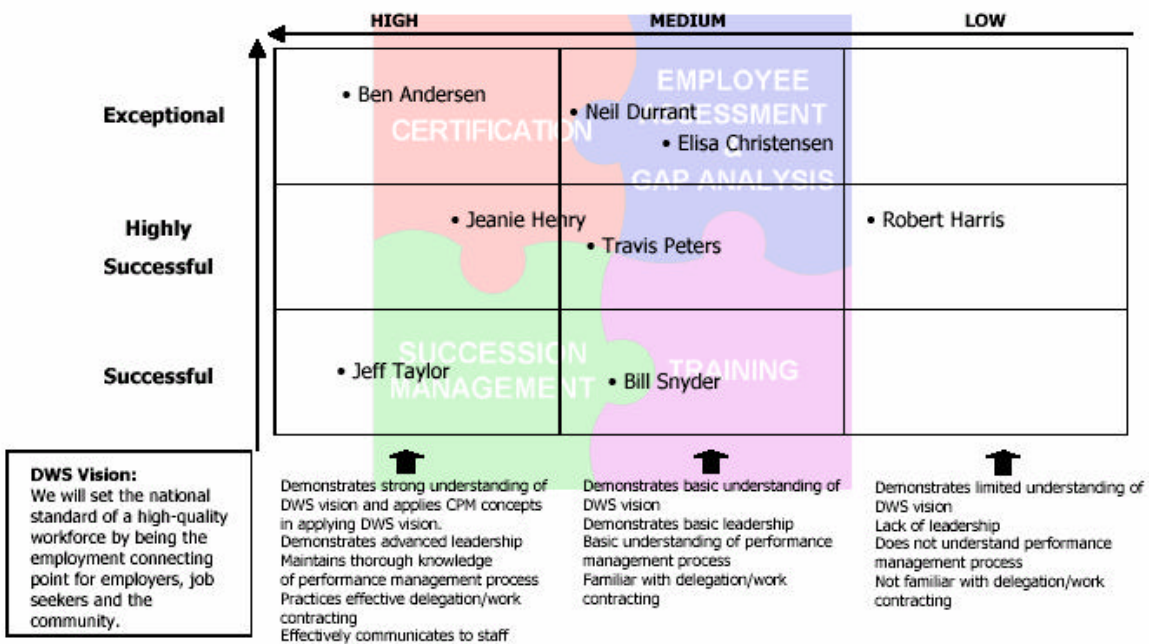 HIGH
MEDIUM
LOW
Exceptional
• Ben Andersen
CERTIFICATION
• Neil Durrant
EMPLOYEE
ASSESSMENT
&
GAP ANALYSIS
• Elisa Christensen
Highly
Successful
• Jeanie Henry
• Travis Peters
• Robert Harris
Successful
• Jeff Taylor
SUCCESSION
MANAGEMENT
• Bill Snyder
TRAINING
DWS Vision:
We will set the national
standard of a high-quality
workforce by being the
employment connecting
point for employers, job
seekers and the
community.
Demonstrates strong understanding of
DWS vision and applies CPM concepts
in applying DWS vision.
Demonstrates advanced leadership
Maintains thorough knowledge
of performance management process
Practices effective delegation/work
contracting
Effectively communicates to staff
Demonstrates basic understanding of
DWS vision
Demonstrates basic leadership
Basic understanding of performance
management process
Familiar with delegation/work
contracting
Demonstrates limited understanding of
DWS vision
Lack of leadership
Does not understand performance
management process
Not familiar with delegation/work
contracting